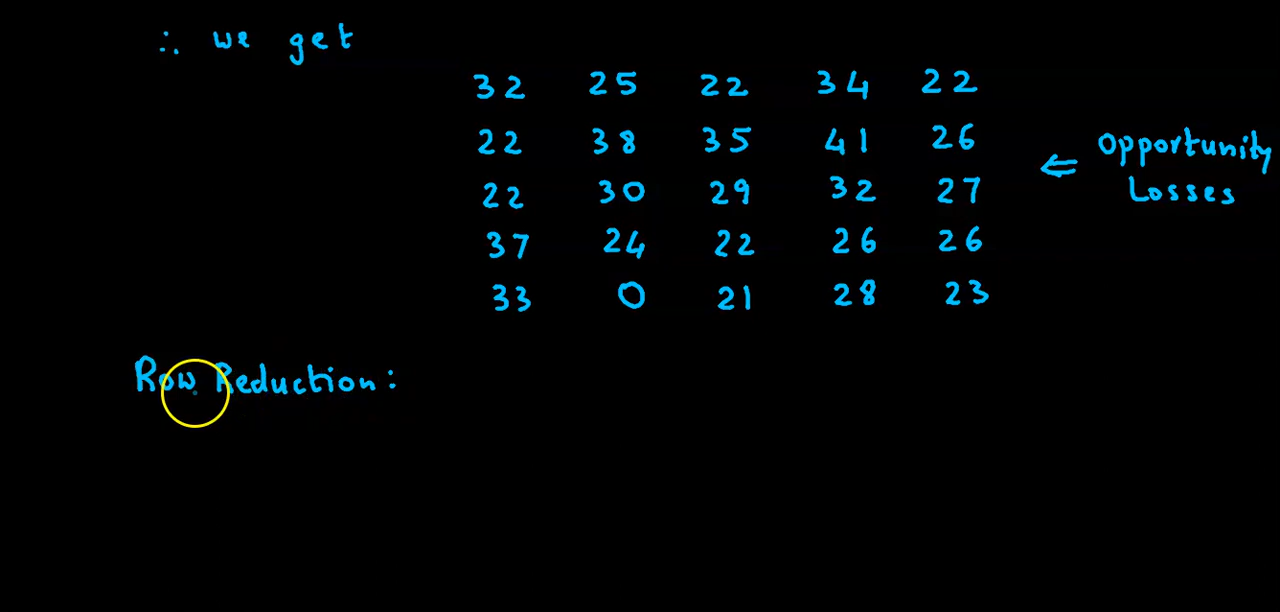 ∴ we get
32 25 22 34 22
22 38 35 41 26
22 30 29 32 27
37 24 22 26 26
33 0 21 28 23
⇐ Opportunity
Losses
Row Reduction: